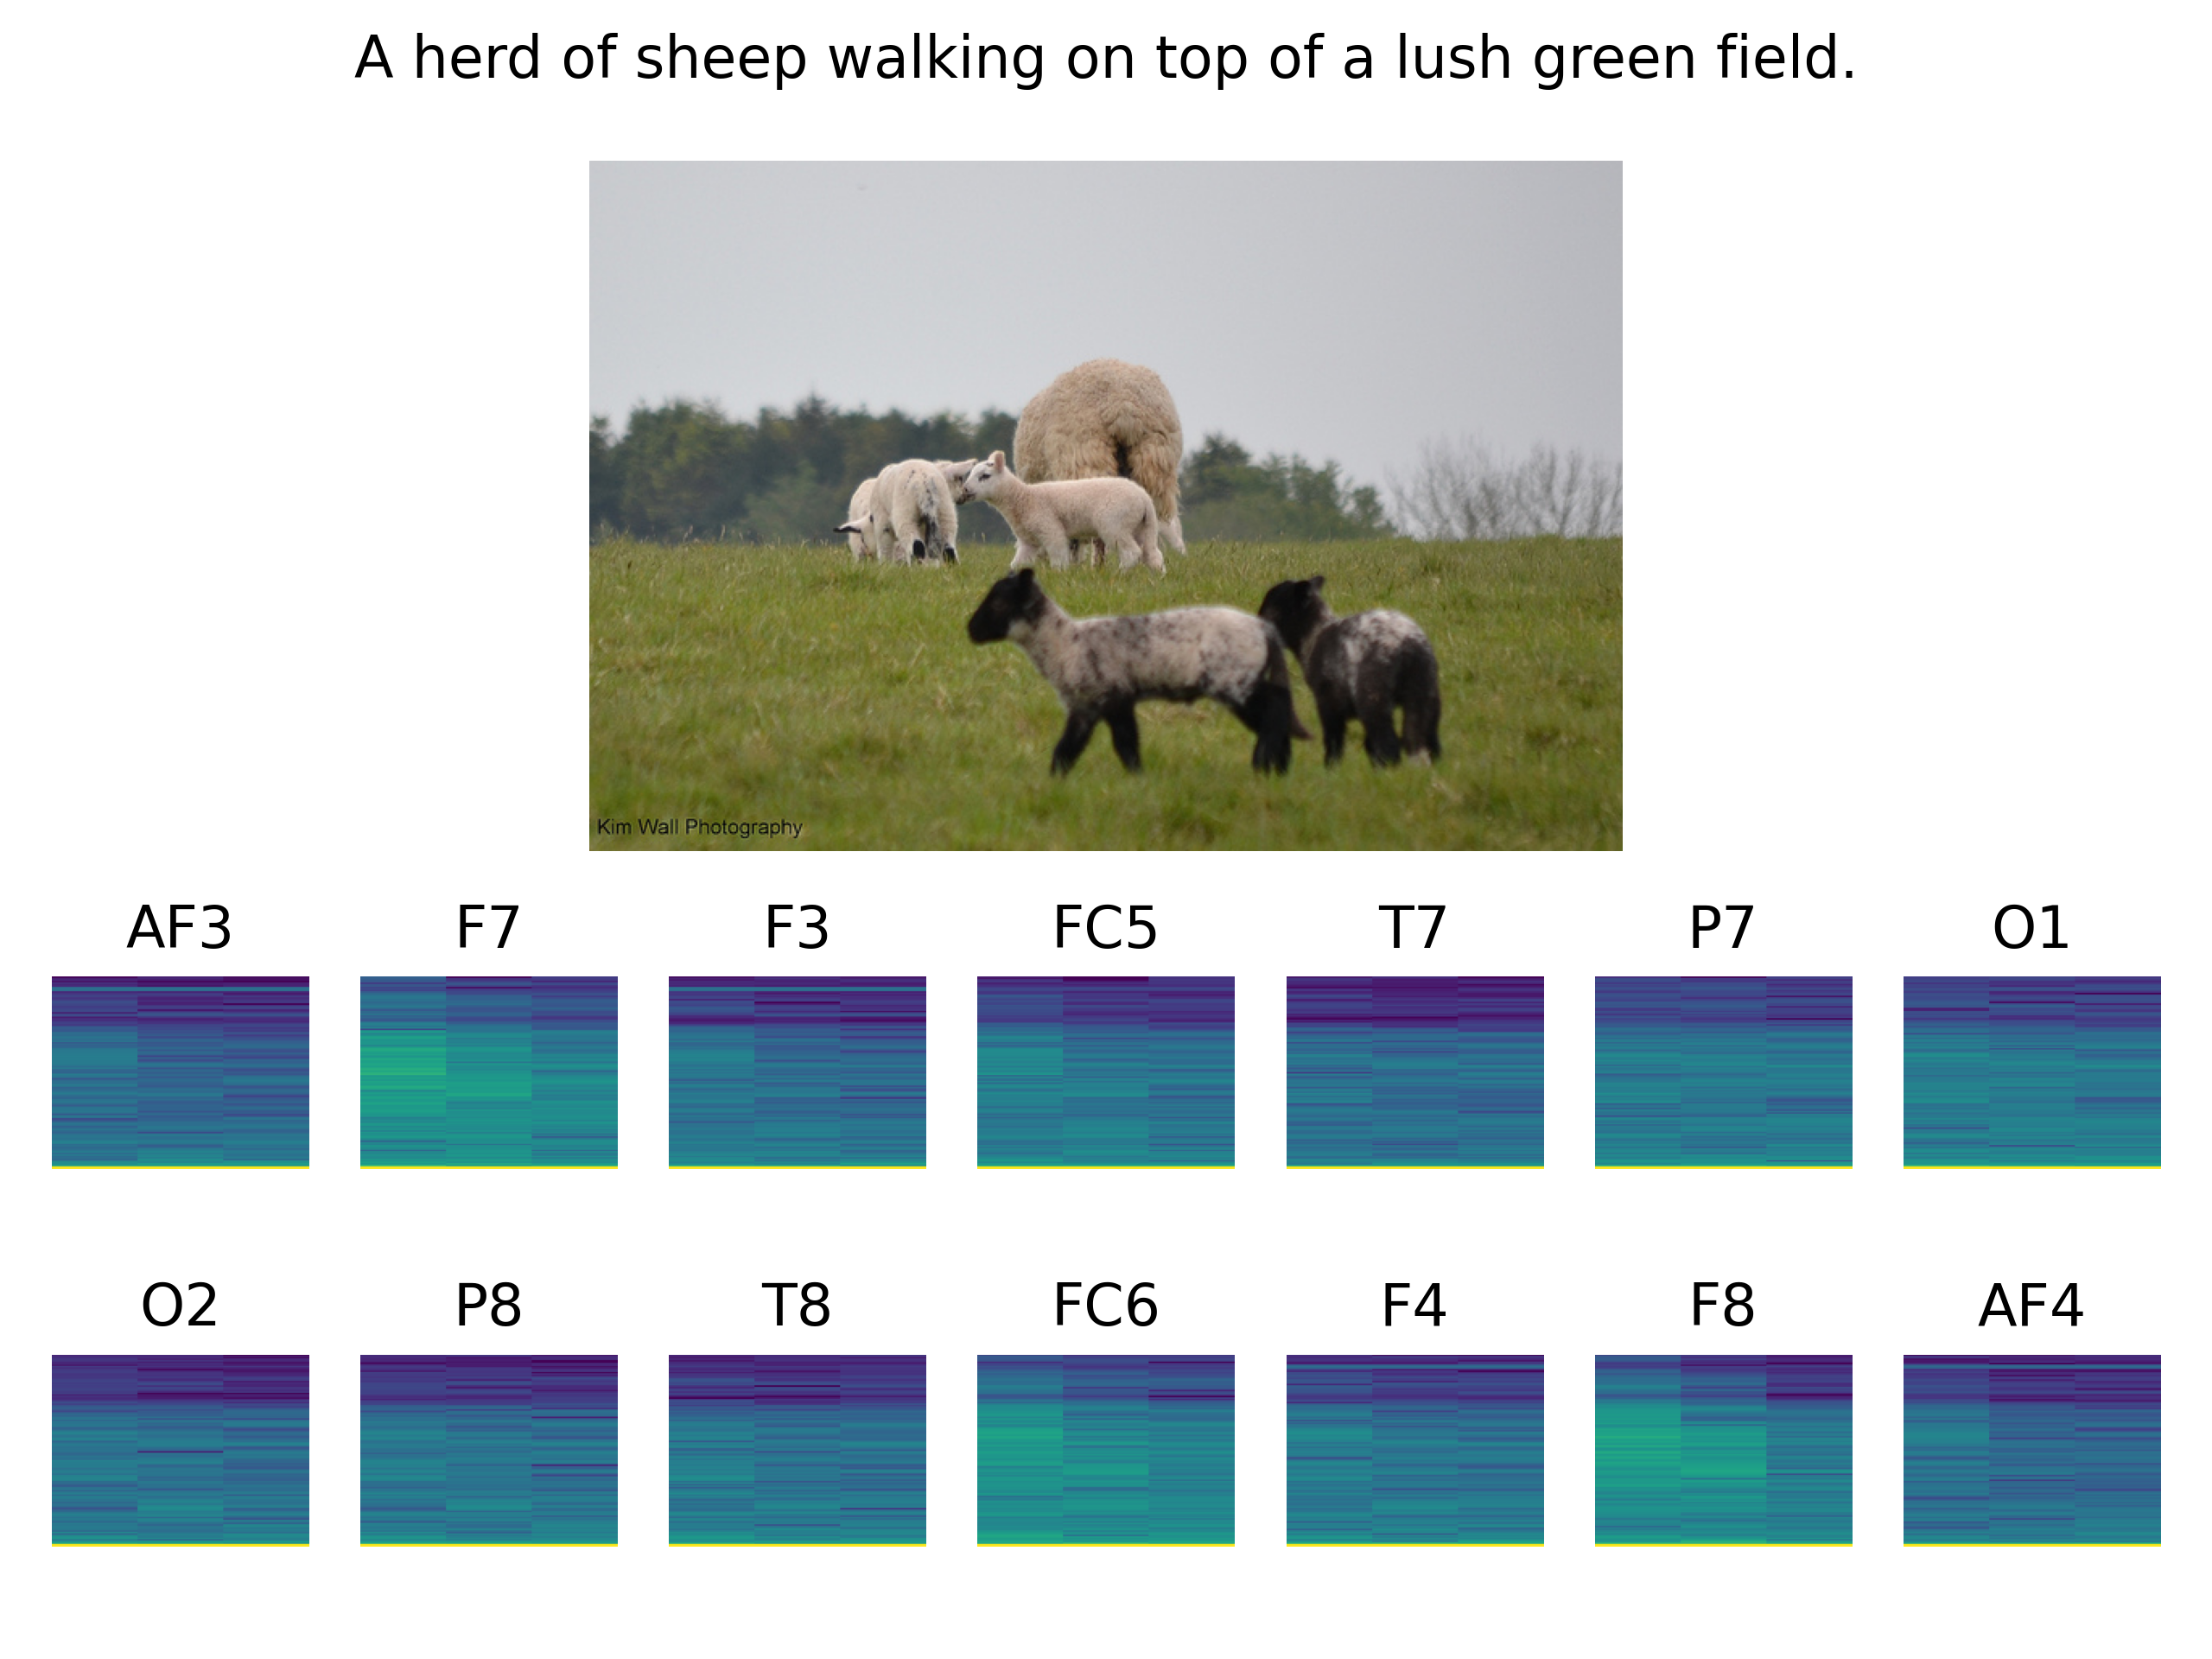 A herd of sheep walking on top of a lush green field.
Kim Wall Photography
AF3 F7 F3 FC5 T7 P7 O1
O2 P8 T8 FC6 F4 F8 AF4